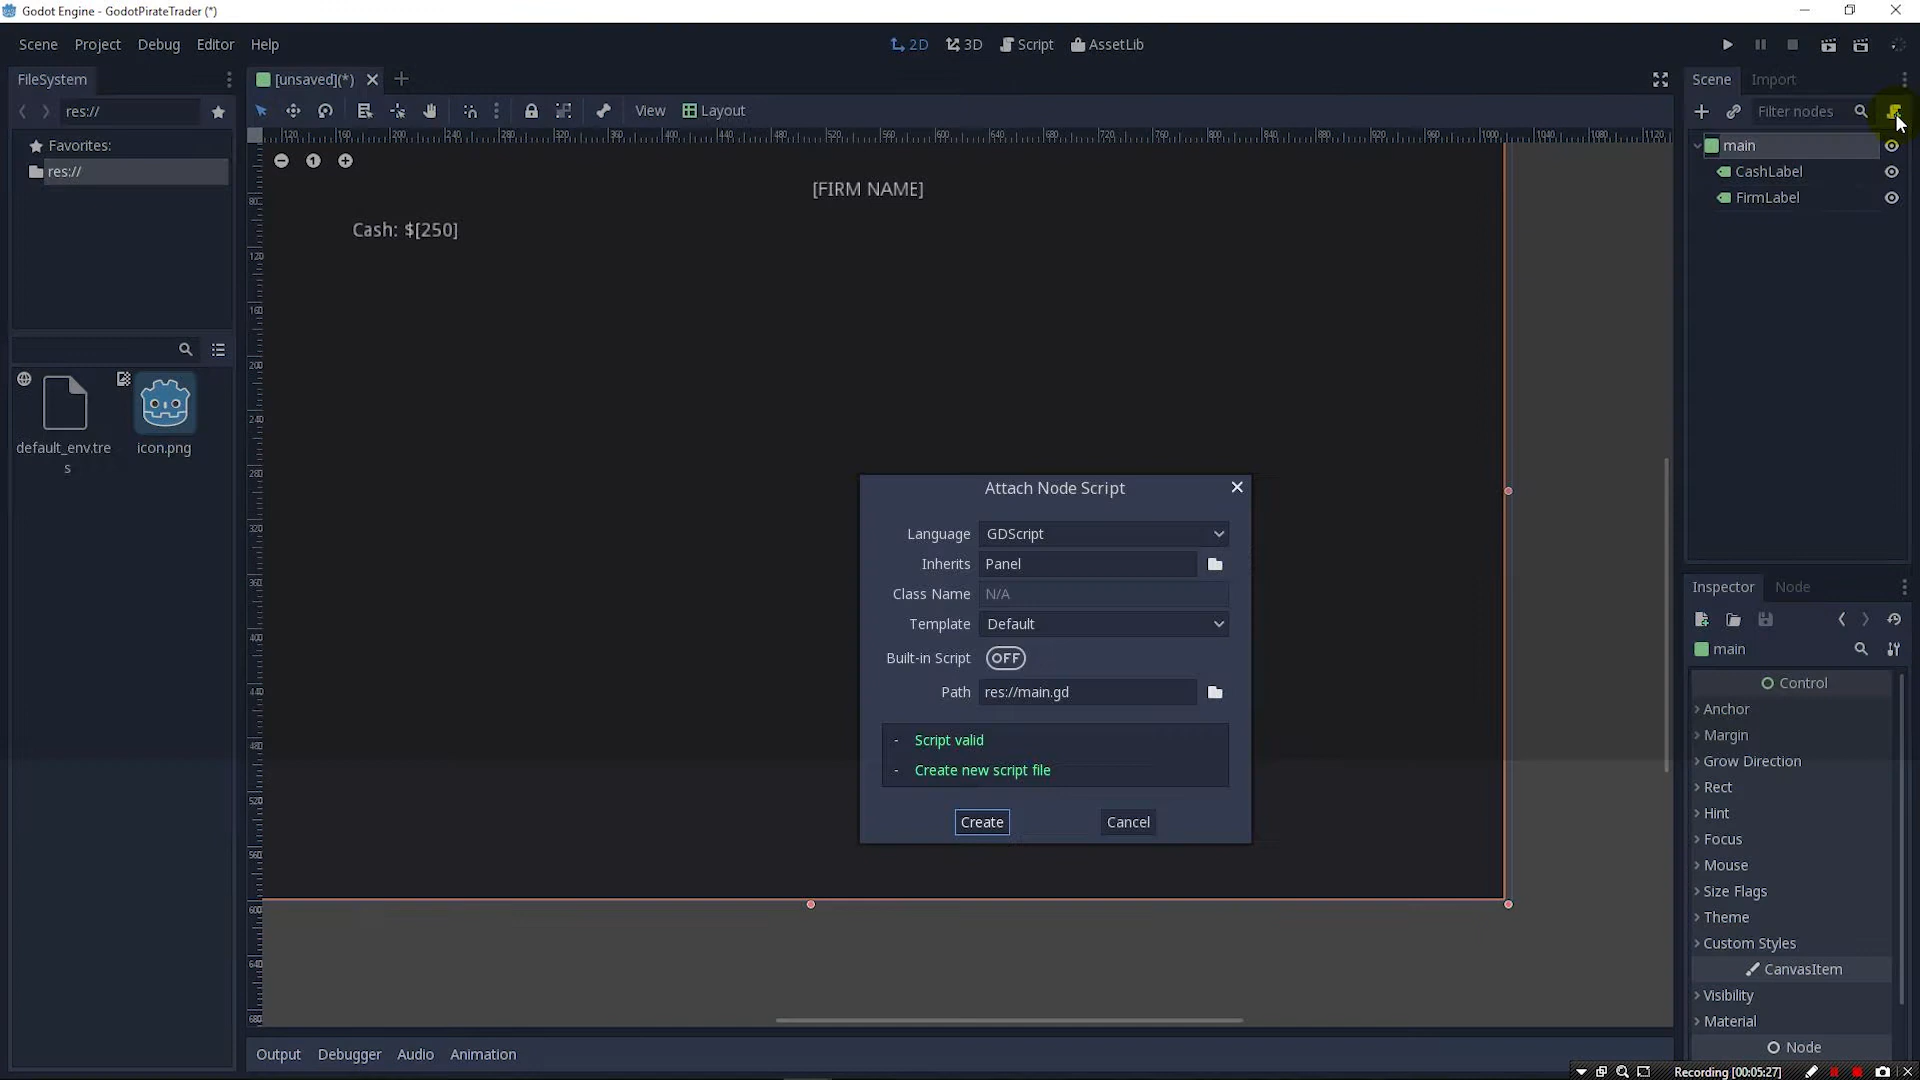 Godot Engine - GodotPirateTrader (*)
Scene Project Debug Editor Help
2D 3D Script AssetLib
FileSystem
[unsaved](*)
Scene Import
res://
View Layout
Filter nodes
Favorites:
res://
main
CashLabel
FirmLabel
[FIRM NAME]
Cash: $[250]
default_env.tre
s
icon.png
Attach Node Script
Language GDScript
Inherits Panel
Class Name N/A
Template Default
Built-in Script OFF
Path res://main.gd
- Script valid
- Create new script file
Create Cancel
Inspector Node
main
Control
Anchor
Margin
Grow Direction
Rect
Hint
Focus
Mouse
Size Flags
Theme
Custom Styles
CanvasItem
Visibility
Material
Node
Output Debugger Audio Animation
Recording [00:05:27]